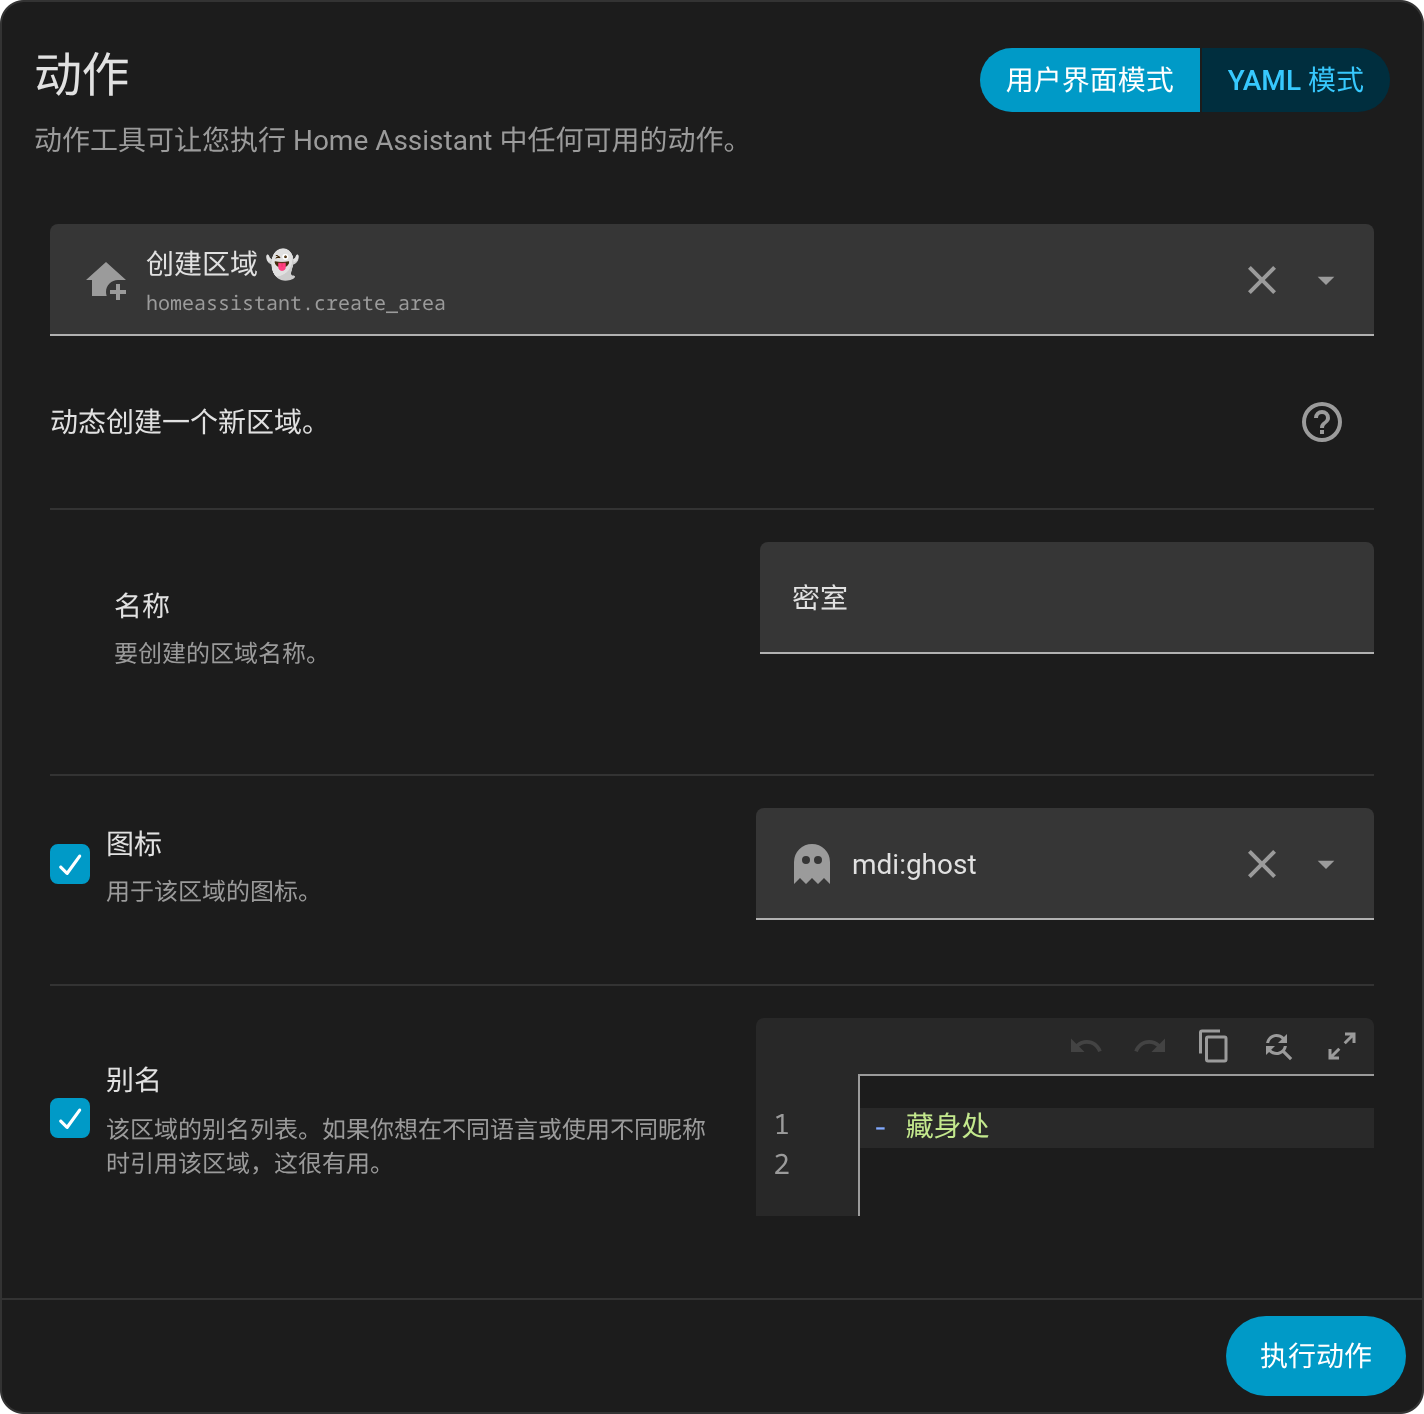 动作
用户界面模式
YAML 模式
动作工具可让您执行 Home Assistant 中任何可用的动作。
创建区域 👻
homeassistant.create_area
动态创建一个新区域。
名称
要创建的区域名称。
密室
图标
用于该区域的图标。
mdi:ghost
别名
该区域的别名列表。如果你想在不同语言或使用不同昵称
时引用该区域，这很有用。
1
- 藏身处
2
执行动作